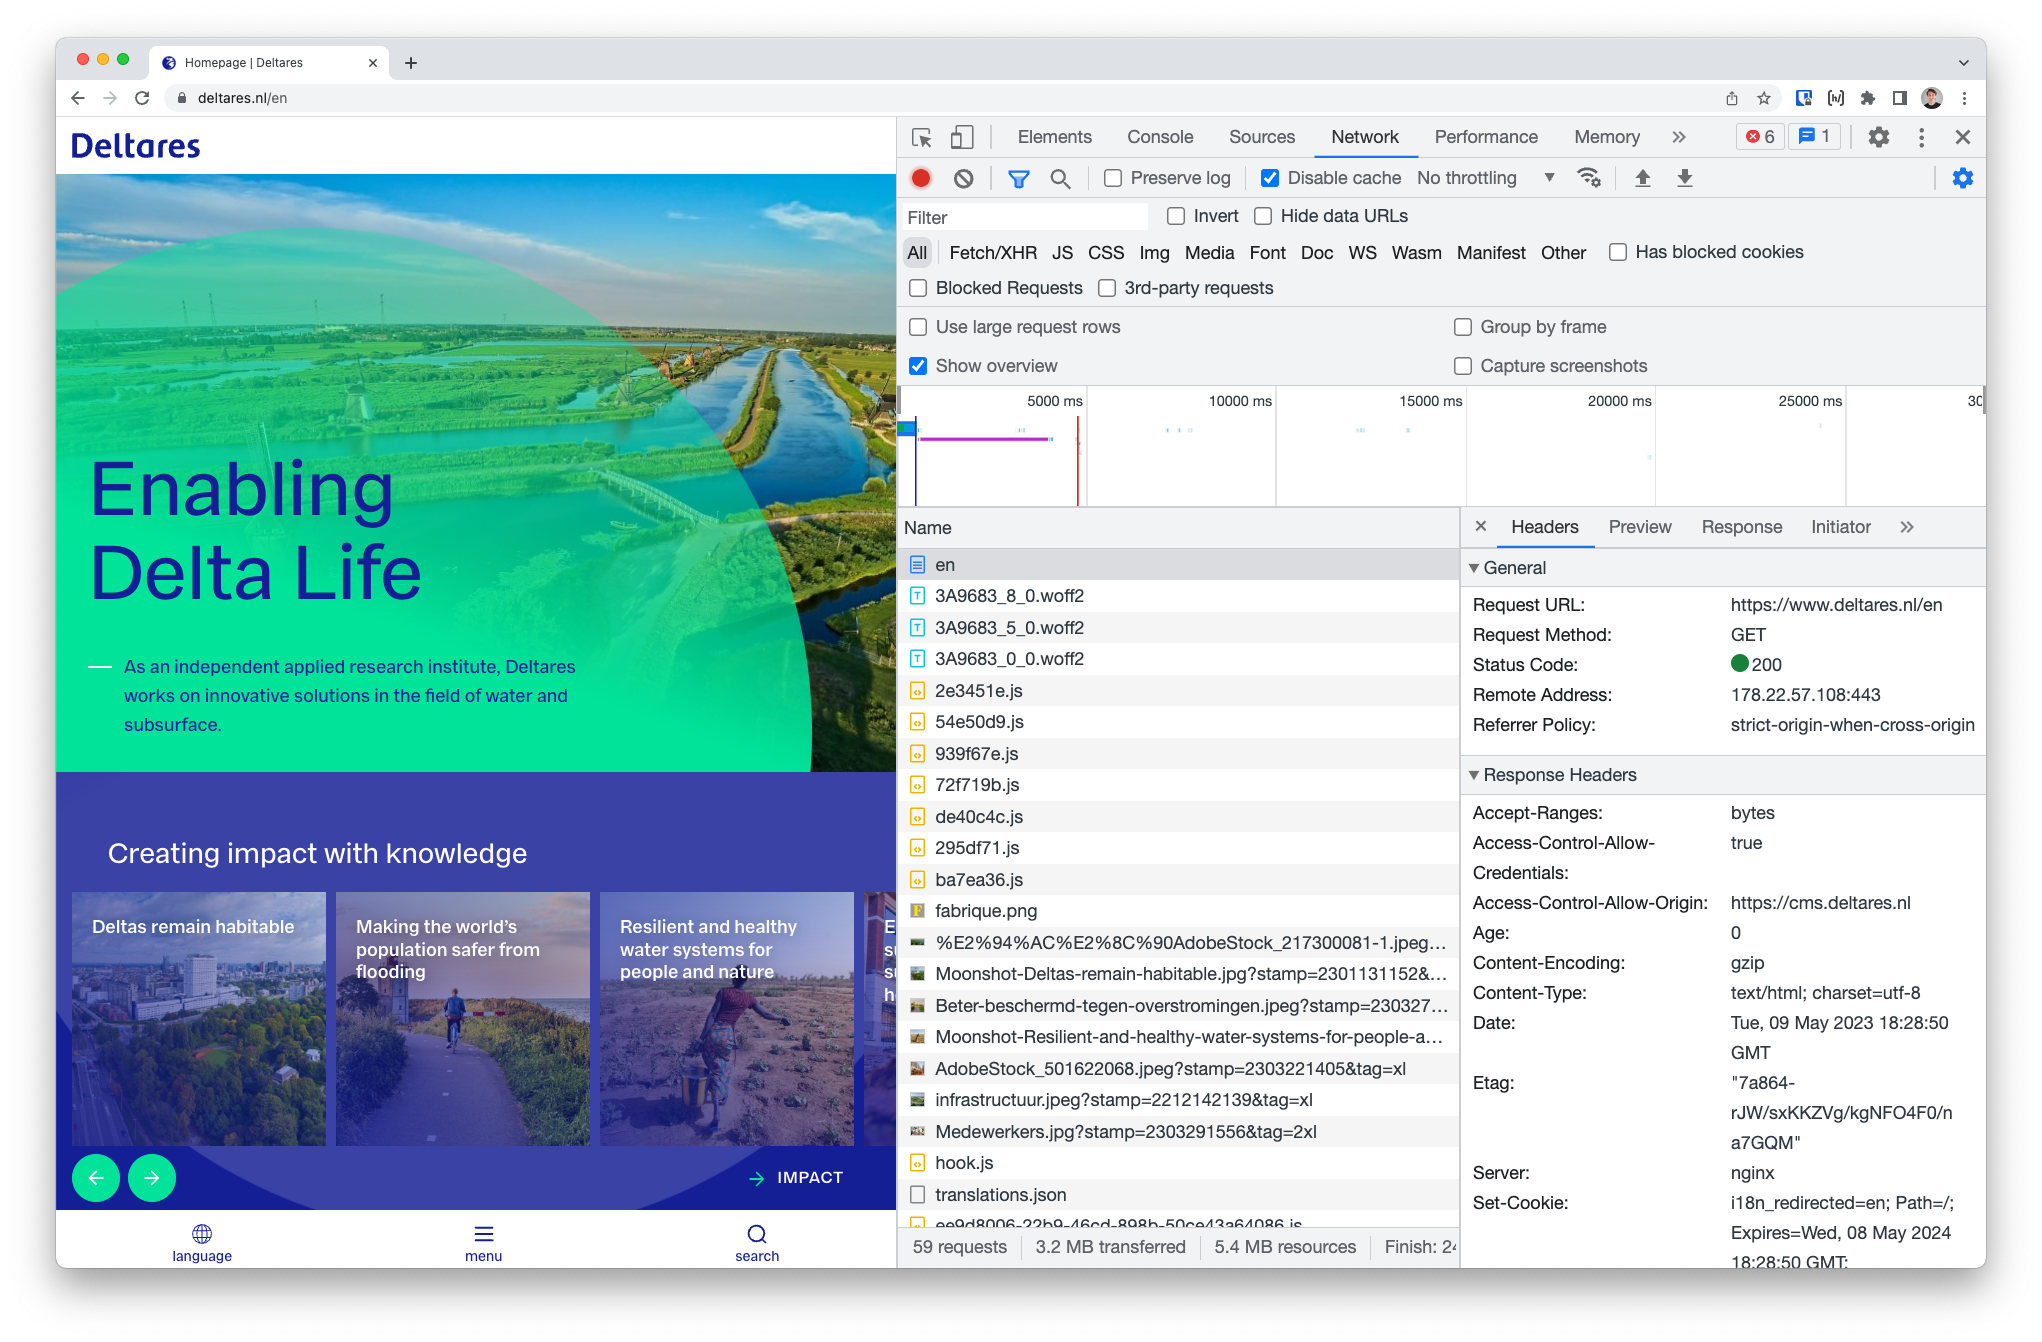 Homepage | Deltares
deltares.nl/en
Deltares
Enabling
Delta Life
As an independent applied research institute, Deltares
works on innovative solutions in the field of water and
subsurface.
Creating impact with knowledge
Deltas remain habitable
Making the world's
population safer from
flooding
Resilient and healthy
water systems for
people and nature
IMPACT
language
menu
search
Elements Console Sources Network Performance Memory 6 1
Preserve log Disable cache No throttling
Filter Invert Hide data URLs
All Fetch/XHR JS CSS Img Media Font Doc WS Wasm Manifest Other Has blocked cookies
Blocked Requests 3rd-party requests
Use large request rows Group by frame
Show overview Capture screenshots
5000 ms 10000 ms 15000 ms 20000 ms 25000 ms
Name
en
3A9683_8_0.woff2
3A9683_5_0.woff2
3A9683_0_0.woff2
2e3451e.js
54e50d9.js
939f67e.js
72f719b.js
de40c4c.js
295df71.js
ba7ea36.js
fabrique.png
%E2%94%AC%E2%8C%90AdobeStock_217300081-1.jpeg…
Moonshot-Deltas-remain-habitable.jpg?stamp=2301131152&…
Beter-beschermd-tegen-overstromingen.jpeg?stamp=230327…
Moonshot-Resilient-and-healthy-water-systems-for-people-a…
AdobeStock_501622068.jpeg?stamp=2303221405&tag=xl
infrastructuur.jpeg?stamp=2212142139&tag=xl
Medewerkers.jpg?stamp=2303291556&tag=2xl
hook.js
translations.json
ee9d8006-22b9-46cd-898b-50ce43a64086.js
59 requests 3.2 MB transferred 5.4 MB resources Finish:
Headers Preview Response Initiator
General
Request URL: https://www.deltares.nl/en
Request Method: GET
Status Code: 200
Remote Address: 178.22.57.108:443
Referrer Policy: strict-origin-when-cross-origin
Response Headers
Accept-Ranges: bytes
Access-Control-Allow- true
Credentials:
Access-Control-Allow-Origin: https://cms.deltares.nl
Age: 0
Content-Encoding: gzip
Content-Type: text/html; charset=utf-8
Date: Tue, 09 May 2023 18:28:50
GMT
Etag: "7a864-
rJW/sxKKZVg/kgNFO4F0/n
a7GQM"
Server: nginx
Set-Cookie: i18n_redirected=en; Path=/;
Expires=Wed, 08 May 2024
18:28:50 GMT;